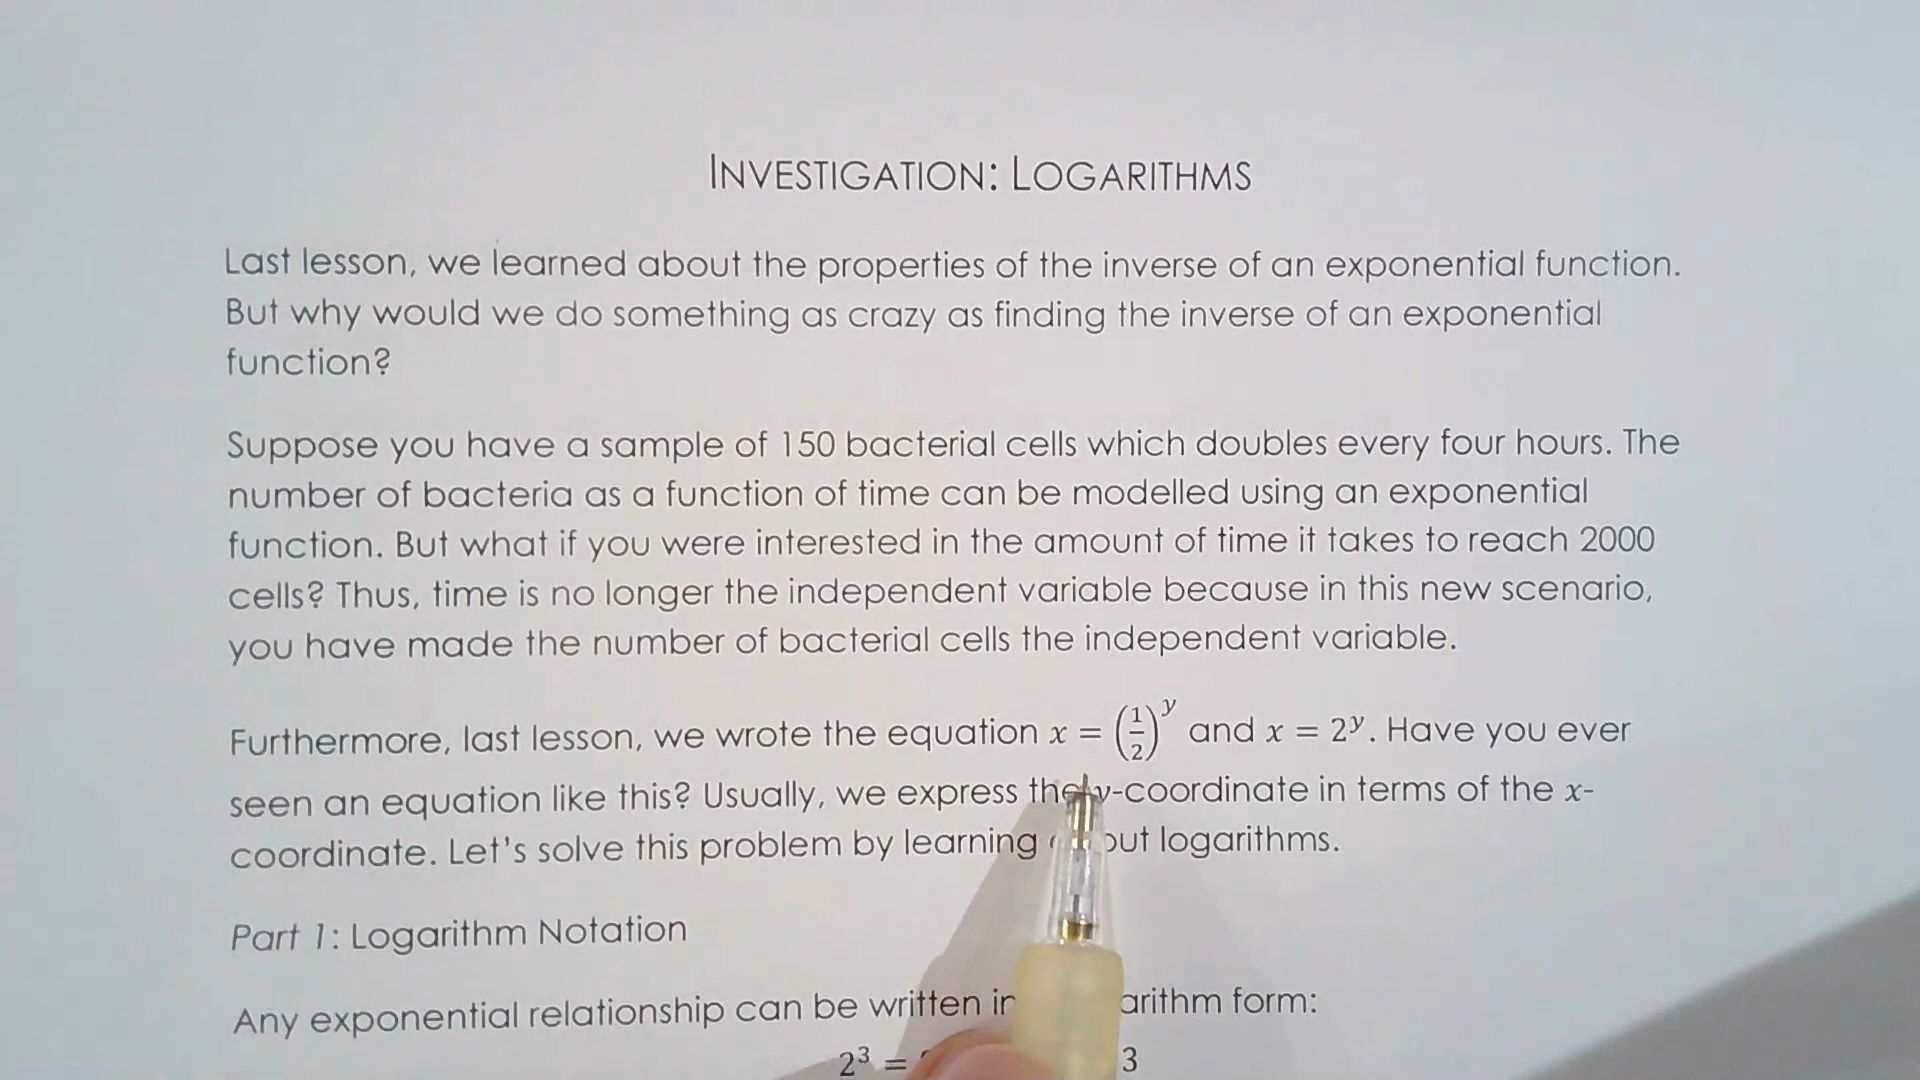 INVESTIGATION: LOGARITHMS
Last lesson, we learned about the properties of the inverse of an exponential function.
But why would we do something as crazy as finding the inverse of an exponential
function?
Suppose you have a sample of 150 bacterial cells which doubles every four hours. The
number of bacteria as a function of time can be modelled using an exponential
function. But what if you were interested in the amount of time it takes to reach 2000
cells? Thus, time is no longer the independent variable because in this new scenario,
you have made the number of bacterial cells the independent variable.
Furthermore, last lesson, we wrote the equation x = (1/2)^y and x = 2^y. Have you ever
seen an equation like this? Usually, we express the y-coordinate in terms of the x-
coordinate. Let's solve this problem by learning logarithms.
Part 1: Logarithm Notation
Any exponential relationship can be written form:
2³ = 3